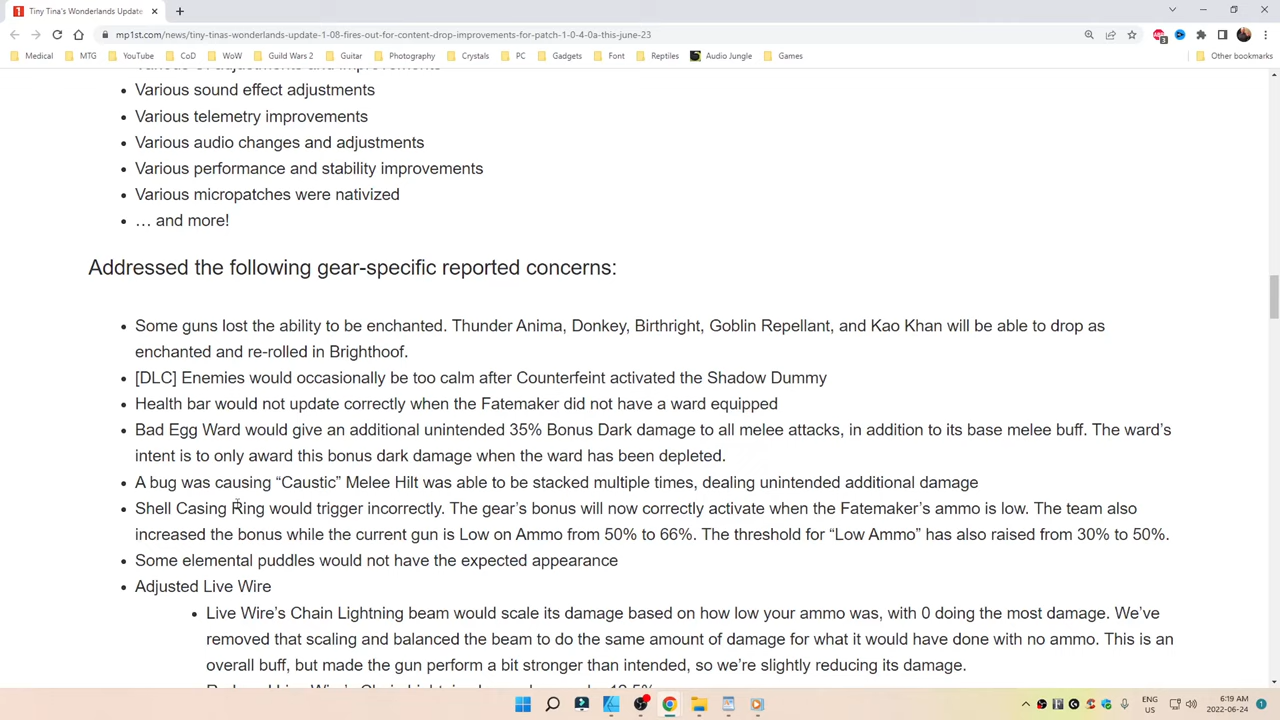 Tiny Tina's Wonderlands Update
mp1st.com/news/tiny-tinas-wonderlands-update-1-08-fires-out-for-content-drop-improvements-for-patch-1-0-4-0a-this-june-23
3
Medical MTG YouTube CoD WoW Guild Wars 2 Guitar Photography Crystals PC Gadgets Font Reptiles Audio Jungle Games Other bookmarks
Various sound effect adjustments
Various telemetry improvements
Various audio changes and adjustments
Various performance and stability improvements
Various micropatches were nativized
… and more!
Addressed the following gear-specific reported concerns:
Some guns lost the ability to be enchanted. Thunder Anima, Donkey, Birthright, Goblin Repellant, and Kao Khan will be able to drop as
enchanted and re-rolled in Brighthoof.
[DLC] Enemies would occasionally be too calm after Counterfeint activated the Shadow Dummy
Health bar would not update correctly when the Fatemaker did not have a ward equipped
Bad Egg Ward would give an additional unintended 35% Bonus Dark damage to all melee attacks, in addition to its base melee buff. The ward’s
intent is to only award this bonus dark damage when the ward has been depleted.
A bug was causing “Caustic” Melee Hilt was able to be stacked multiple times, dealing unintended additional damage
Shell Casing Ring would trigger incorrectly. The gear’s bonus will now correctly activate when the Fatemaker’s ammo is low. The team also
increased the bonus while the current gun is Low on Ammo from 50% to 66%. The threshold for “Low Ammo” has also raised from 30% to 50%.
Some elemental puddles would not have the expected appearance
Adjusted Live Wire
Live Wire’s Chain Lightning beam would scale its damage based on how low your ammo was, with 0 doing the most damage. We’ve
removed that scaling and balanced the beam to do the same amount of damage for what it would have done with no ammo. This is an
overall buff, but made the gun perform a bit stronger than intended, so we’re slightly reducing its damage.
ENG
US
6:19 AM
2022-06-24
1